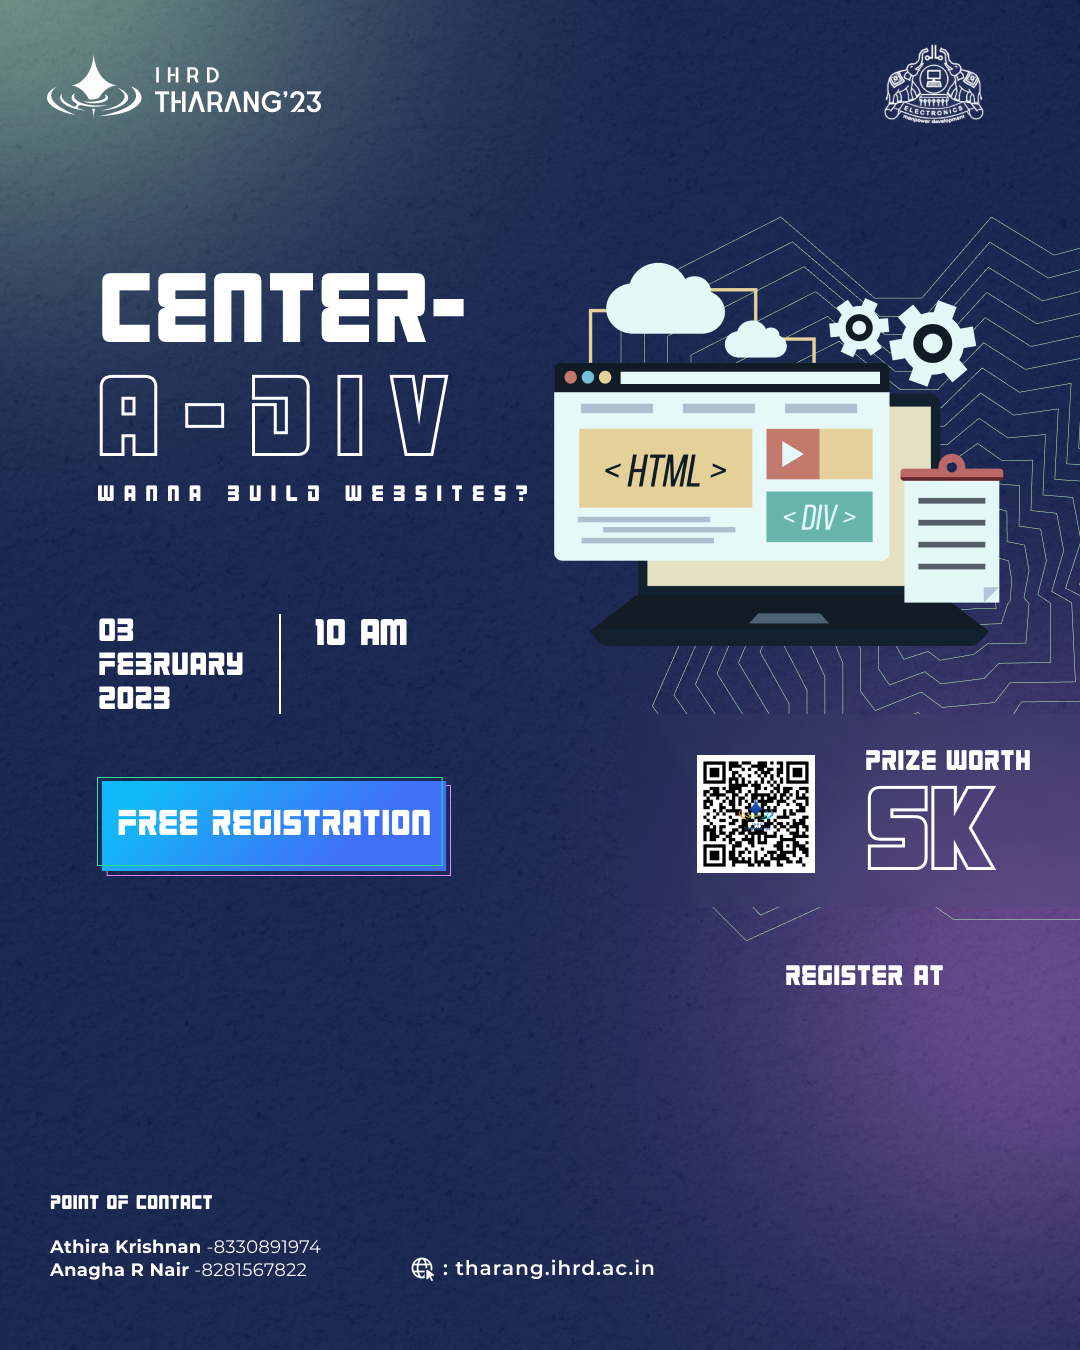 IHRD
THARANG'23
ELECTRONICS
manpower development
CENTER-
A-DIV
WANNA BUILD WEBSITES?
< HTML >
< DIV >
03
FEBRUARY
2023
10 AM
FREE REGISTRATION
PRIZE WORTH
5K
REGISTER AT
POINT OF CONTACT
Athira Krishnan -8330891974
Anagha R Nair -8281567822
: tharang.ihrd.ac.in